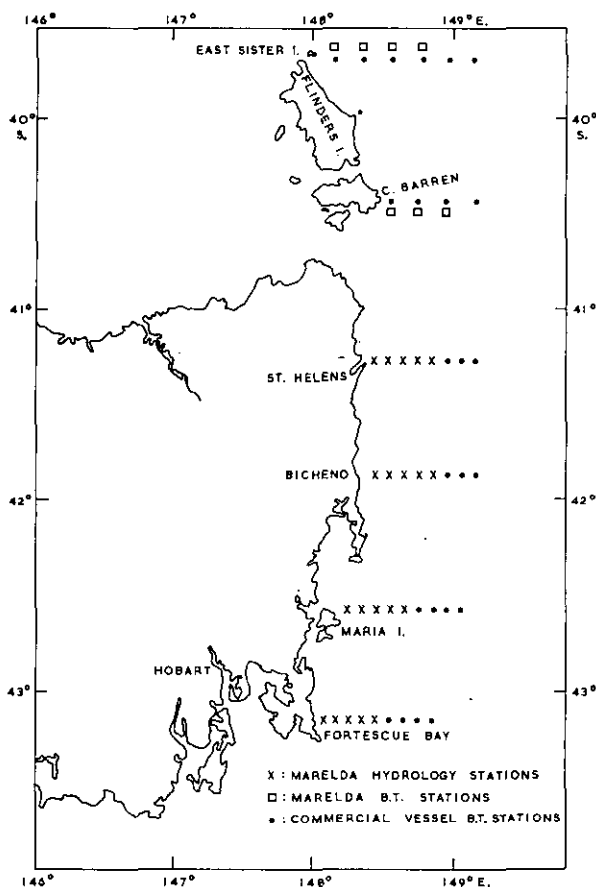 146° 147° 148° 149°E.
EAST SISTER I.
FLINDERS I.
40° 40°
S. S.
C. BARREN
41° 41°
ST. HELENS X X X X X
BICHENO X X X X X
42° 42°
X X X X X
MARIA I.
HOBART
43° 43°
X X X X X
FORTESCUE BAY
X : MARELDA HYDROLOGY STATIONS
□ : MARELDA B.T. STATIONS
• : COMMERCIAL VESSEL B.T. STATIONS
146° 147° 148° 149°E.